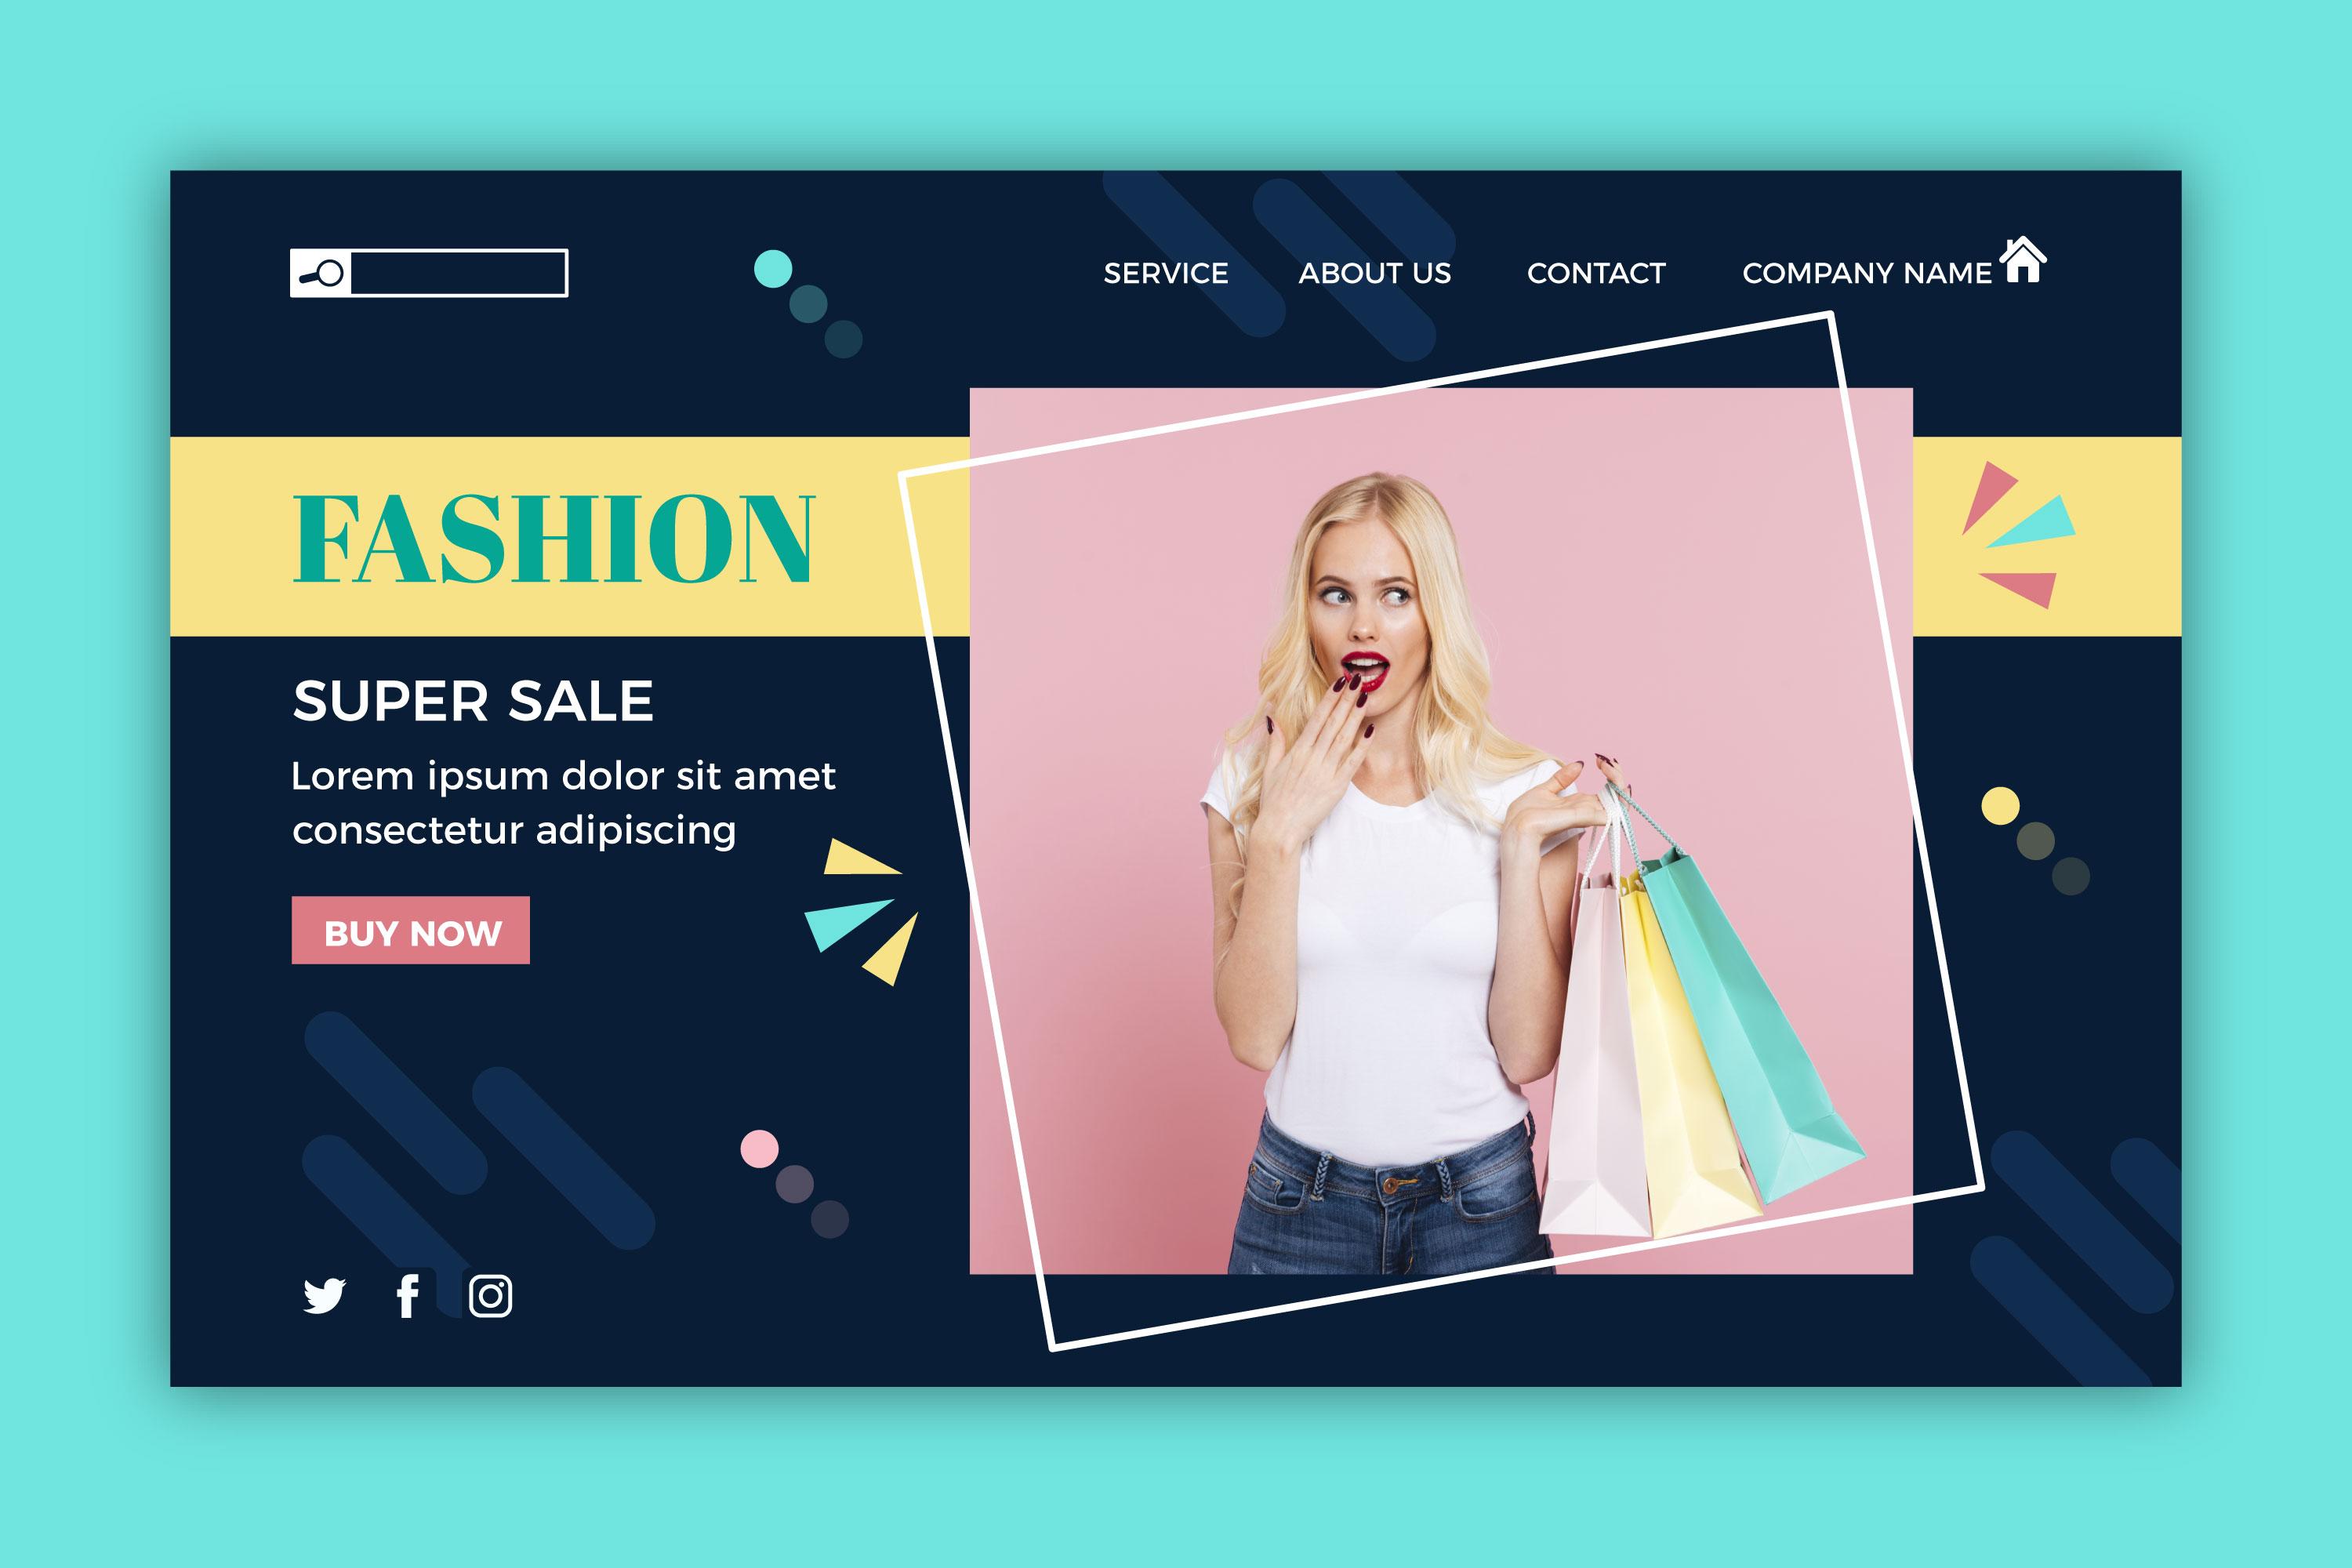 SERVICE ABOUT US CONTACT COMPANY NAME
FASHION
SUPER SALE
Lorem ipsum dolor sit amet
consectetur adipiscing
BUY NOW